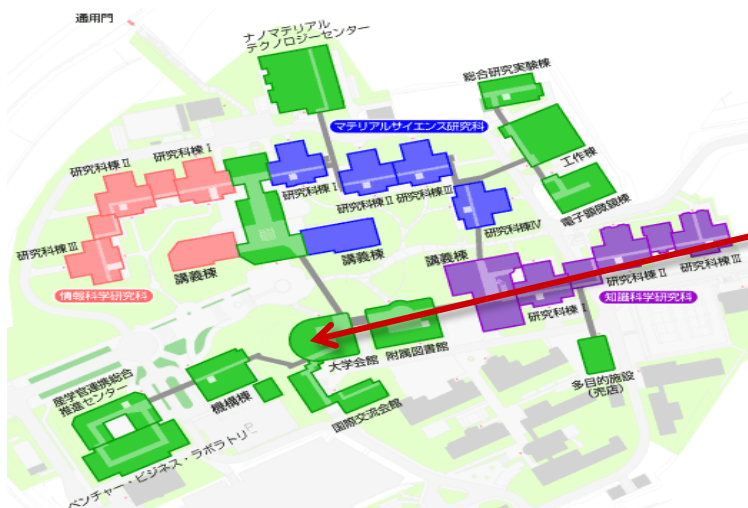 通用門
ナノマテリアル
テクノロジーセンター
総合研究実験棟
マテリアルサイエンス研究科
工作棟
研究科棟Ⅰ
研究科棟Ⅱ
研究科棟Ⅰ
研究科棟Ⅱ
研究科棟Ⅲ
電子顕微鏡棟
研究科棟Ⅲ
研究科棟Ⅳ
講義棟
講義棟
講義棟
研究科棟Ⅱ
研究科棟Ⅲ
情報科学研究科
研究科棟Ⅰ
知識科学研究科
大学会館
附属図書館
多目的施設
(売店)
産学官連携総合
推進センター
機構棟
国際交流会館
ベンチャー・ビジネス・ラボラトリー
P